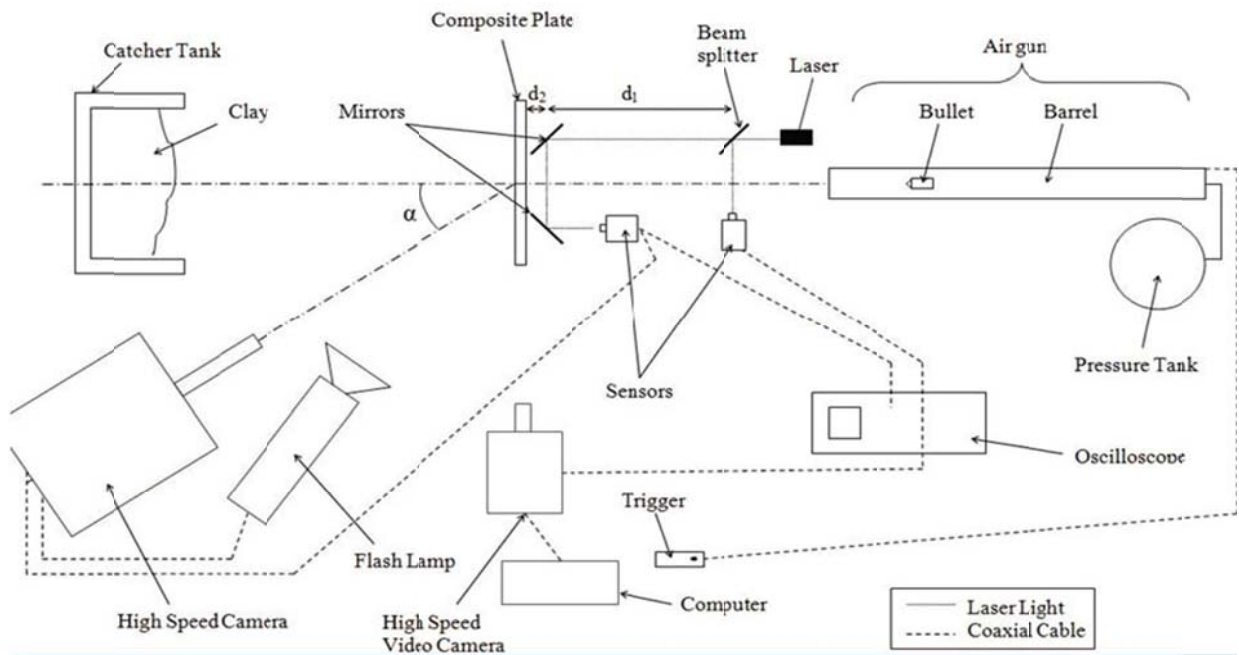 Composite Plate
Beam
splitter
Air gun
Catcher Tank
Laser
d₂
d₁
Clay
Mirrors
Bullet
Barrel
α
Sensors
Pressure Tank
Oscilloscope
Trigger
Flash Lamp
Computer
High Speed Camera
High Speed
Video Camera
Laser Light
Coaxial Cable